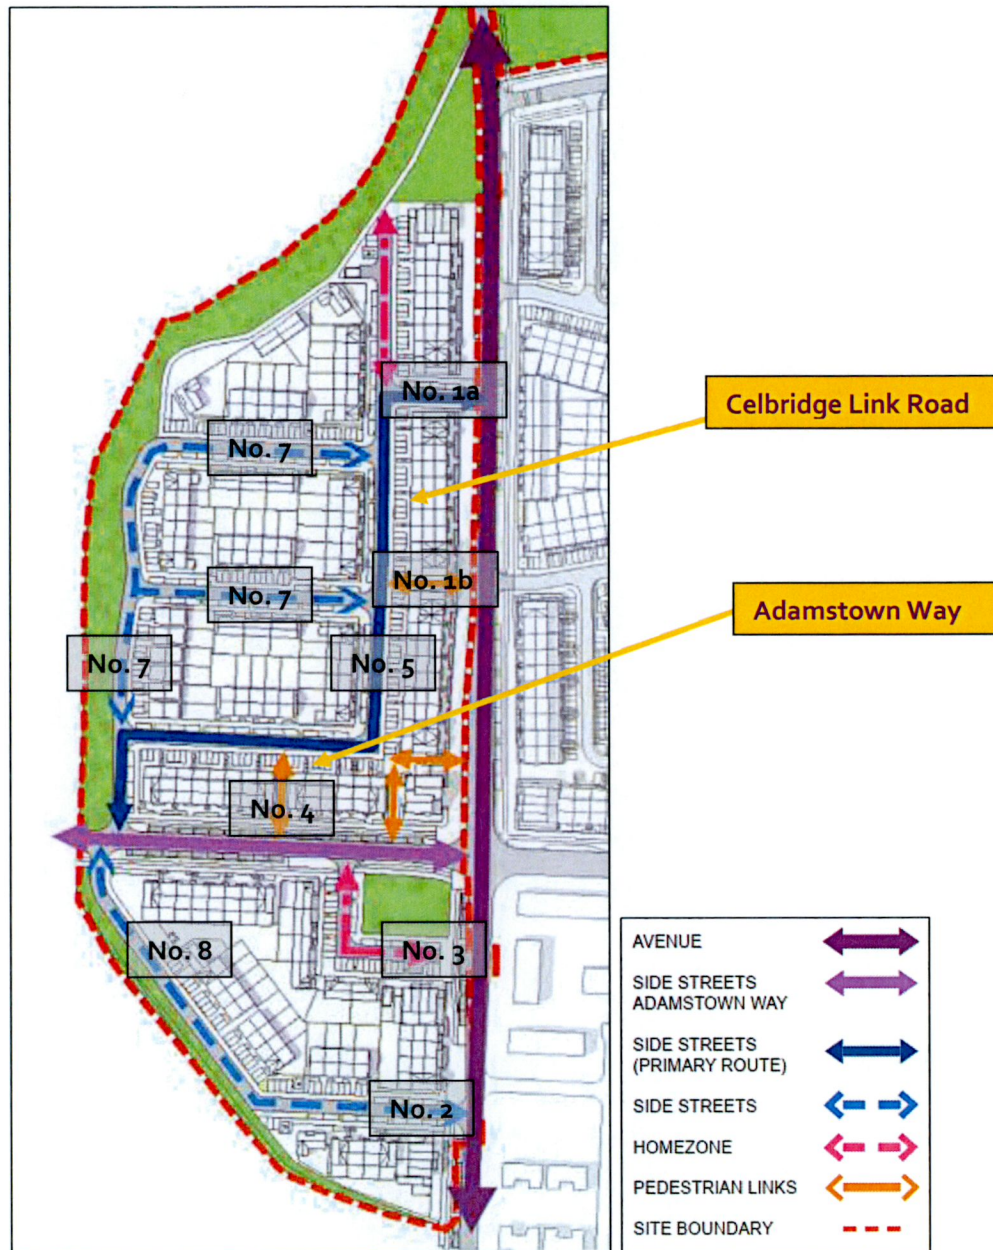 No. 1a
Celbridge Link Road
No. 7
No. 1b
No. 7
Adamstown Way
No. 7
No. 5
No. 4
No. 8
No. 3
No. 2
AVENUE
SIDE STREETS
ADAMSTOWN WAY
SIDE STREETS
(PRIMARY ROUTE)
SIDE STREETS
HOMEZONE
PEDESTRIAN LINKS
SITE BOUNDARY